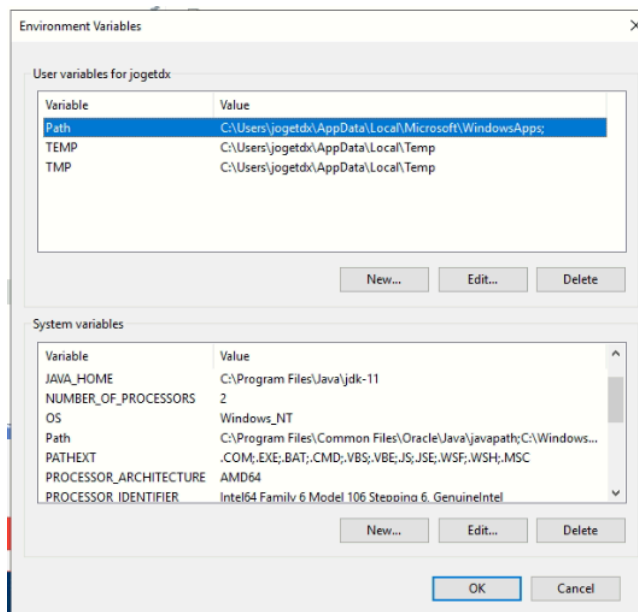 Environment Variables
User variables for jogetdx
Variable Value
Path C:\Users\jogetdx\AppData\Local\Microsoft\WindowsApps;
TEMP C:\Users\jogetdx\AppData\Local\Temp
TMP C:\Users\jogetdx\AppData\Local\Temp
New... Edit... Delete
System variables
Variable Value
JAVA_HOME C:\Program Files\Java\jdk-11
NUMBER_OF_PROCESSORS 2
OS Windows_NT
Path C:\Program Files\Common Files\Oracle\Java\javapath;C:\Windows...
PATHEXT .COM;.EXE;.BAT;.CMD;.VBS;.VBE;.JS;.JSE;.WSF;.WSH;.MSC
PROCESSOR_ARCHITECTURE AMD64
PROCESSOR_IDENTIFIER Intel64 Family 6 Model 106 Stepping 6, GenuineIntel
New... Edit... Delete
OK Cancel